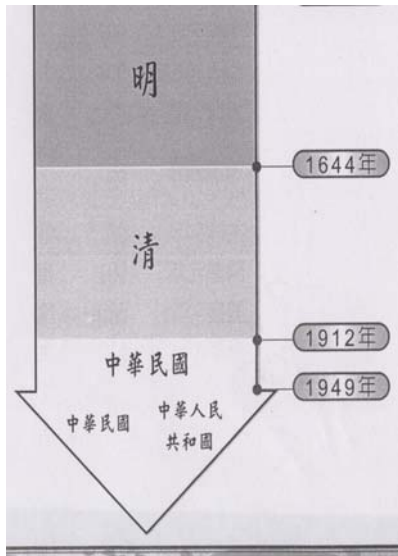 明
1644年
清
1912年
中華民國
1949年
中華民國
中華人民
共和國